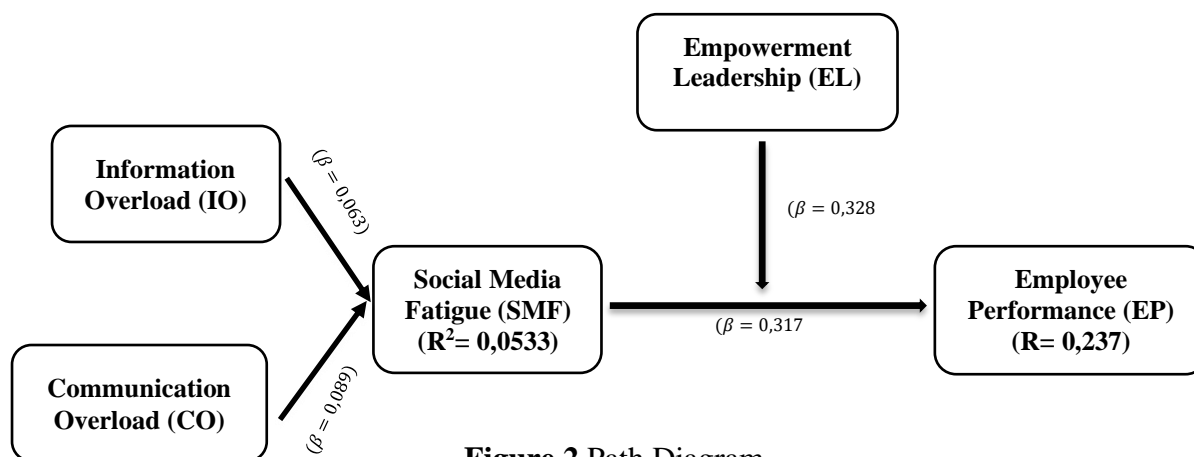 Empowerment
Leadership (EL)
Information
Overload (IO)
(β = 0,063)
(β = 0,328
Social Media
Fatigue (SMF)
(R²= 0,0533)
(β = 0,317
Employee
Performance (EP)
(R= 0,237)
Communication
Overload (CO)
(β = 0,089)
Figure 2 Path Diagram